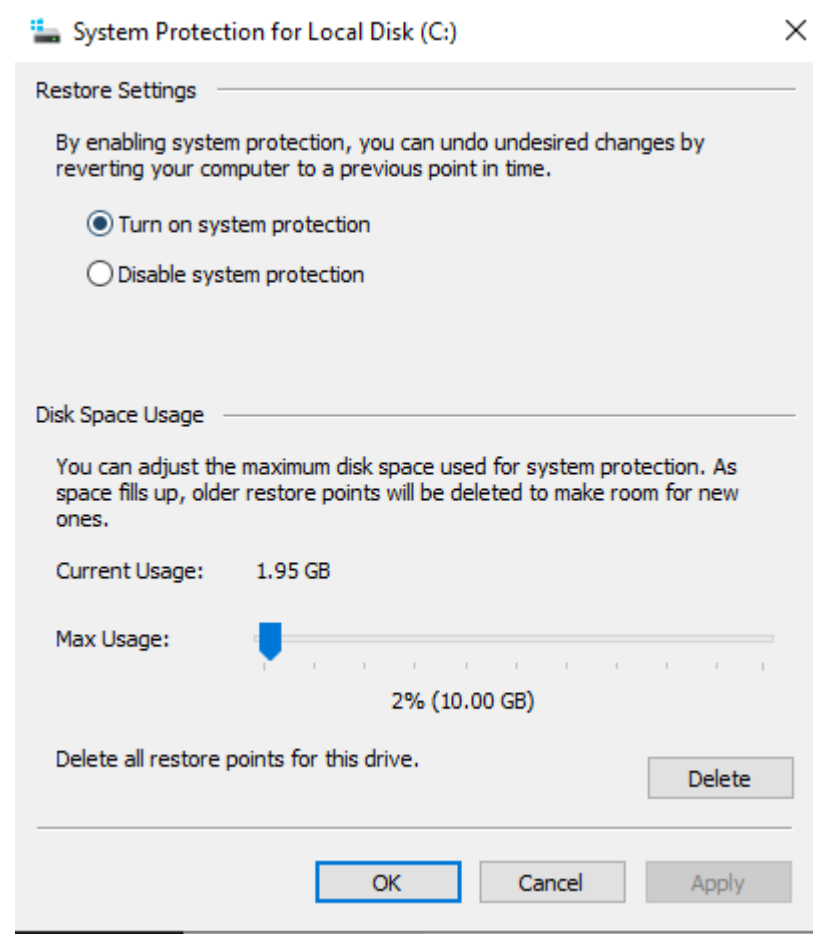 System Protection for Local Disk (C:)
Restore Settings
By enabling system protection, you can undo undesired changes by
reverting your computer to a previous point in time.
Turn on system protection
Disable system protection
Disk Space Usage
You can adjust the maximum disk space used for system protection. As
space fills up, older restore points will be deleted to make room for new
ones.
Current Usage: 1.95 GB
Max Usage:
2% (10.00 GB)
Delete all restore points for this drive.
Delete
OK Cancel Apply